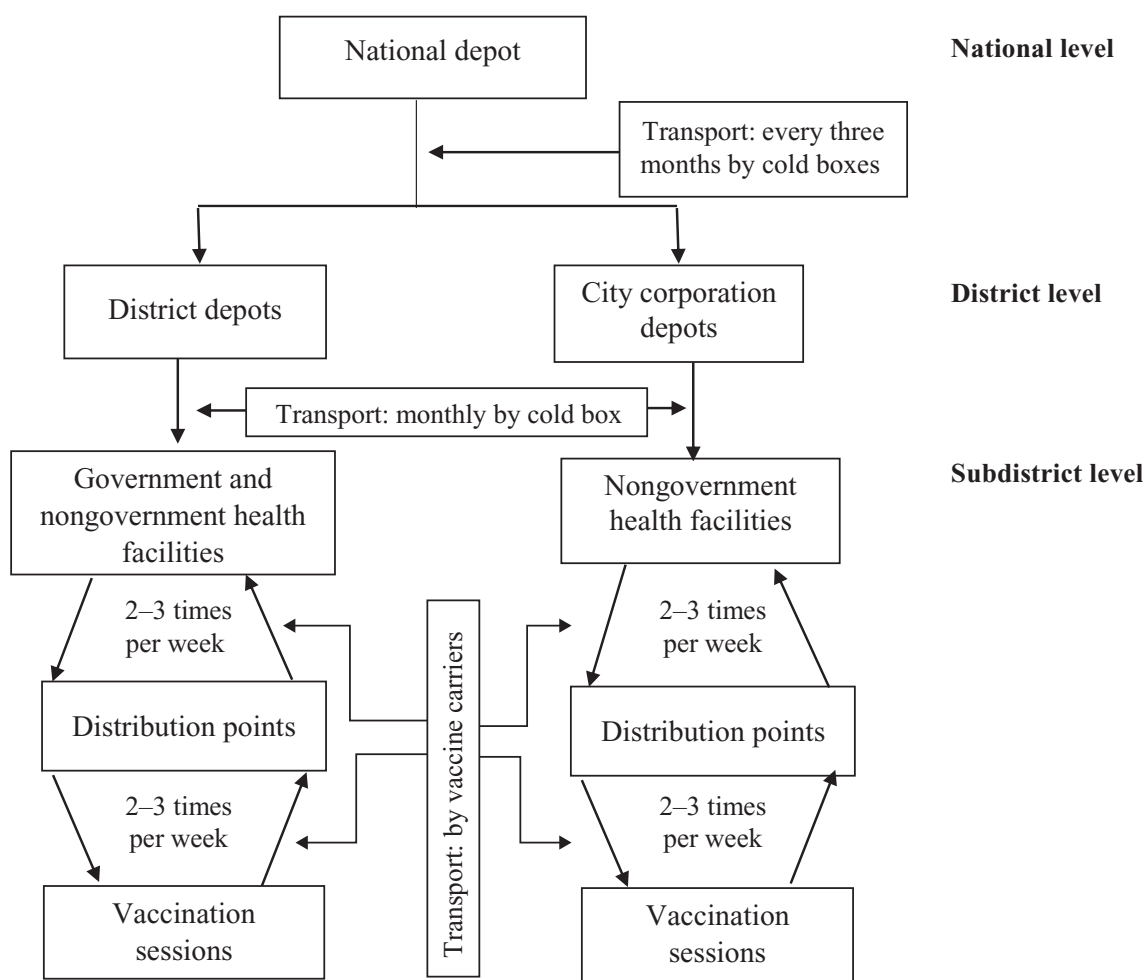 National depot
National level
Transport: every three
months by cold boxes
District depots
City corporation
depots
District level
Transport: monthly by cold box
Government and
nongovernment health
facilities
Nongovernment
health facilities
Subdistrict level
2–3 times
per week
Transport: by vaccine carriers
2–3 times
per week
Distribution points
Distribution points
2–3 times
per week
2–3 times
per week
Vaccination
sessions
Vaccination
sessions